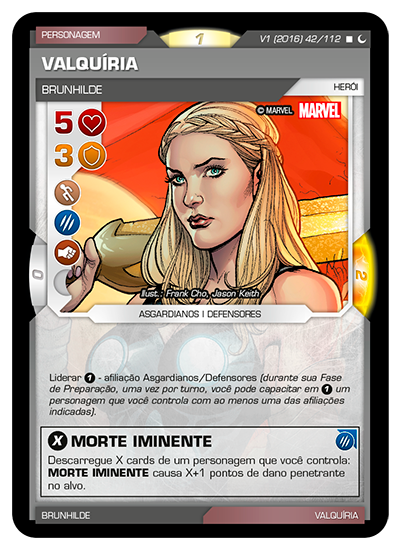 PERSONAGEM
1
V1 (2016) 42/112
VALQUÍRIA
BRUNHILDE
HERÓI
© MARVEL MARVEL
5
3
0
2
Illust.: Frank Cho, Jason Keith
ASGARDIANOS | DEFENSORES
Liderar 1 - afiliação Asgardianos/Defensores (durante sua Fase
de Preparação, uma vez por turno, você pode capacitar em 1 um
personagem que você controla com ao menos uma das afiliações
indicadas).
X MORTE IMINENTE
Descarregue X cards de um personagem que você controla:
MORTE IMINENTE causa X+1 pontos de dano penetrante
no alvo.
BRUNHILDE
VALQUÍRIA